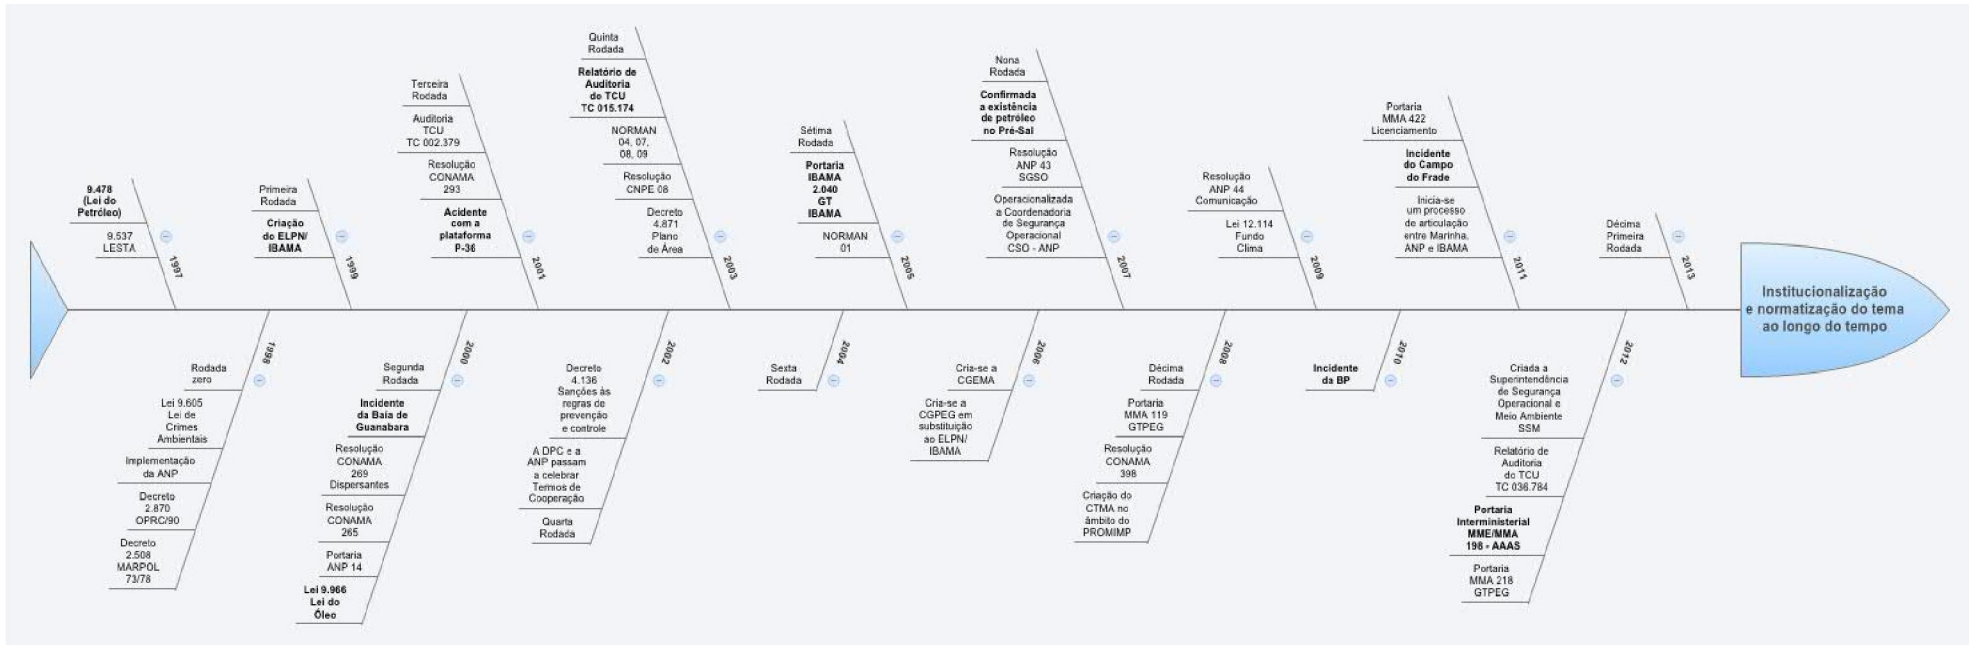 9.478
(Lei do
Petróleo)
9.537
LESTA
1997
Rodada
zero
Lei 9.605
Lei de
Crimes
Ambientais
Implementação
da ANP
Decreto
2.870
OPRC/90
Decreto
2.508
MARPOL
73/78
1998
Primeira
Rodada
Criação
do ELPN/
IBAMA
1999
Segunda
Rodada
Incidente
da Baía de
Guanabara
Resolução
CONAMA
269
Dispersantes
Resolução
CONAMA
265
Portaria
ANP 14
Lei 9.966
Lei do
Óleo
2000
Terceira
Rodada
Auditoria
TCU
TC 002.379
Resolução
CONAMA
293
Acidente
com a
plataforma
P-36
2001
Decreto
4.136
Sanções às
regras de
prevenção
e controle
A DPC e a
ANP passam
a celebrar
Termos de
Cooperação
Quarta
Rodada
2002
Quinta
Rodada
Relatório de
Auditoria
do TCU
TC 015.174
NORMAN
04, 07,
08, 09
Resolução
CNPE 08
Decreto
4.871
Plano
de Área
2003
Sexta
Rodada
2004
Sétima
Rodada
Portaria
IBAMA
2.040
GT
IBAMA
NORMAN
01
2005
Cria-se a
CGEMA
Cria-se a
CGPEG em
substituição
ao ELPN/
IBAMA
2006
Nona
Rodada
Confirmada
a existência
de petróleo
no Pré-Sal
Resolução
ANP 43
SGSO
Operacionalizada
a Coordenadoria
de Segurança
Operacional
CSO - ANP
2007
Décima
Rodada
Portaria
MMA 119
GTPEG
Resolução
CONAMA
398
Criação do
CTMA no
âmbito do
PROMIMP
2008
Resolução
ANP 44
Comunicação
Lei 12.114
Fundo
Clima
2009
Incidente
da BP
2010
Portaria
MMA 422
Licenciamento
Incidente
do Campo
do Frade
Inicia-se
um processo
de articulação
entre Marinha,
ANP e IBAMA
2011
Criada a
Superintendência
de Segurança
Operacional e
Meio Ambiente
SSM
Relatório de
Auditoria
do TCU
TC 036.784
Portaria
Interministerial
MME/MMA
198 - AAAS
Portaria
MMA 218
GTPEG
2012
Décima
Primeira
Rodada
2013
Institucionalização
e normatização do tema
ao longo do tempo